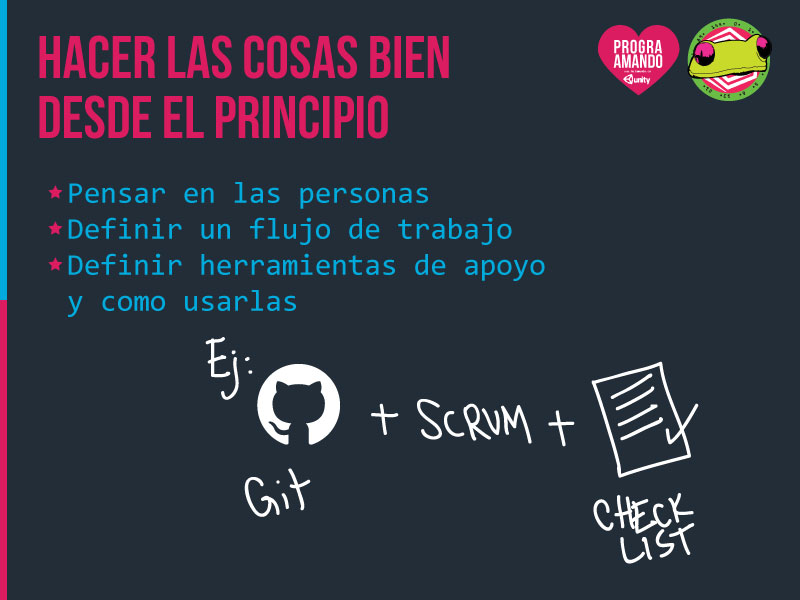 HACER LAS COSAS BIEN
DESDE EL PRINCIPIO
PROGRA
AMANDO
unity
Pensar en las personas
Definir un flujo de trabajo
Definir herramientas de apoyo
y como usarlas
Ej:
+ SCRUM +
Git
CHECK
LIST